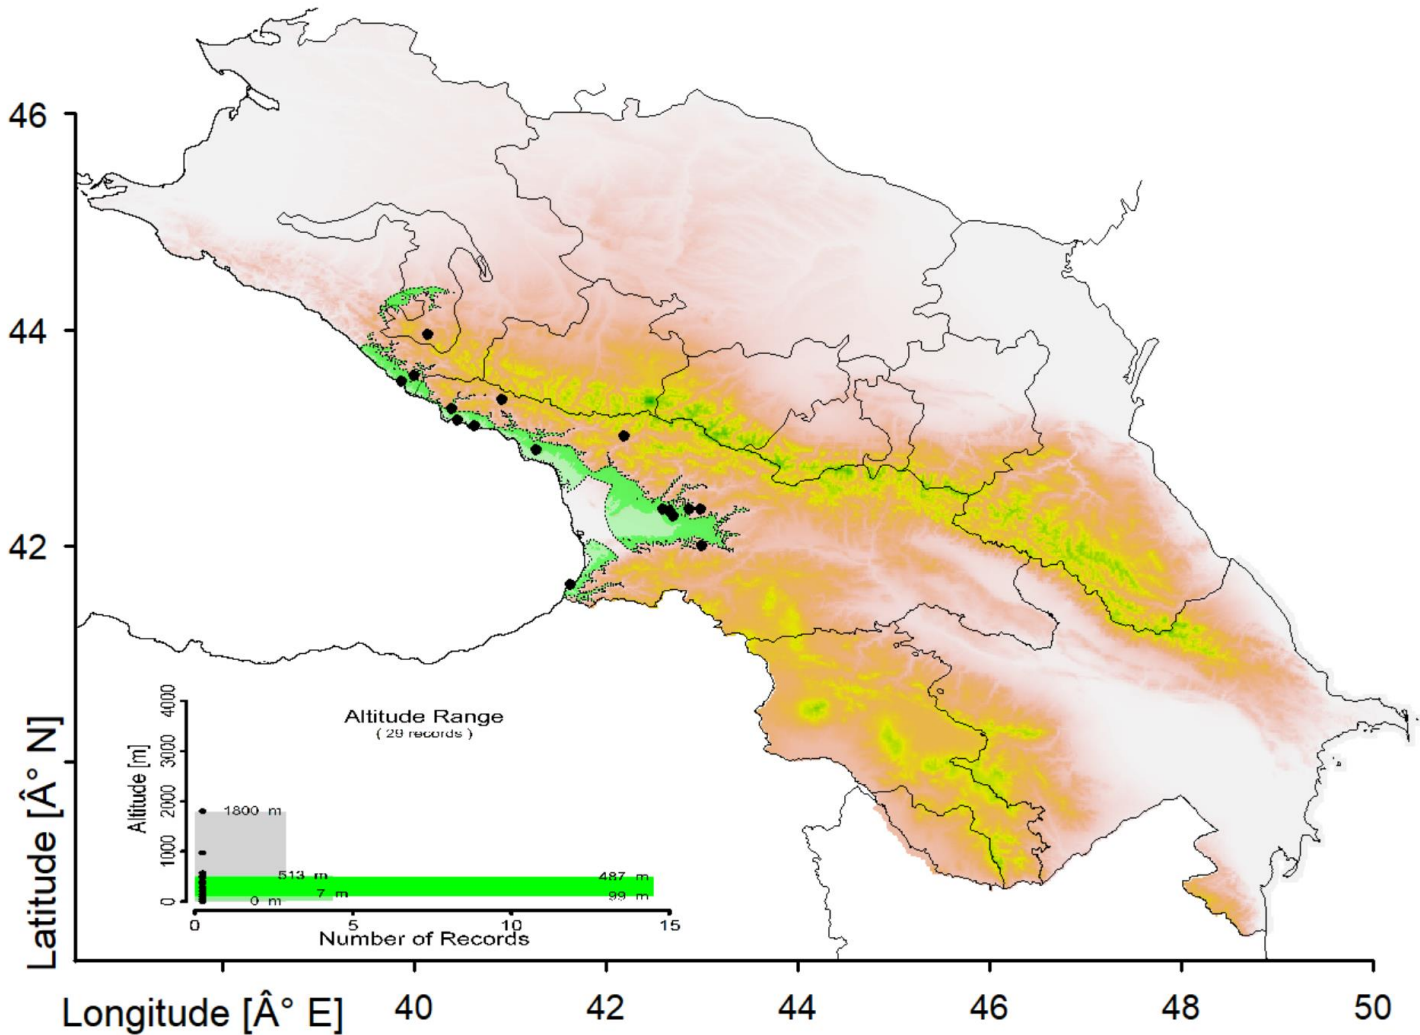 46
44
42
Latitude [Â° N]
Altitude Range
( 29 records )
Altitude [m]
4000
3000
2000
1000
0
1800 m
513 m
487 m
7 m
99 m
0 m
0
5
10
15
Number of Records
Longitude [Â° E]
40
42
44
46
48
50